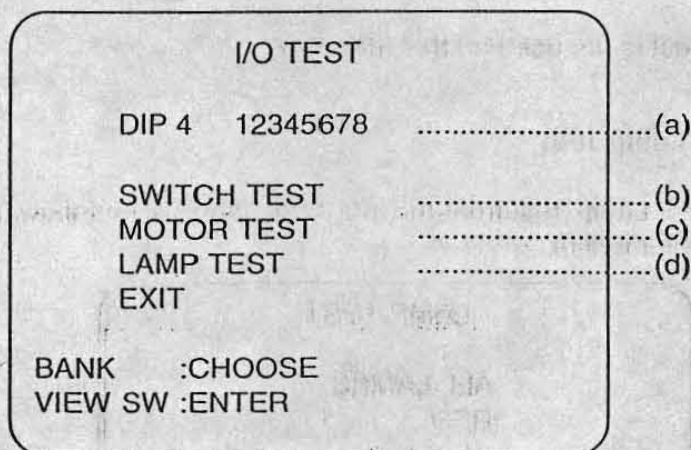 I/O TEST
DIP 4 12345678 ..............................(a)
SWITCH TEST ..............................(b)
MOTOR TEST ..............................(c)
LAMP TEST ..............................(d)
EXIT
BANK :CHOOSE
VIEW SW :ENTER